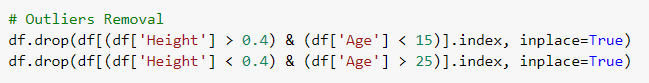 # Outliers Removal
df.drop(df[(df['Height'] > 0.4) & (df['Age'] < 15)].index, inplace=True)
df.drop(df[(df['Height'] < 0.4) & (df['Age'] > 25)].index, inplace=True)